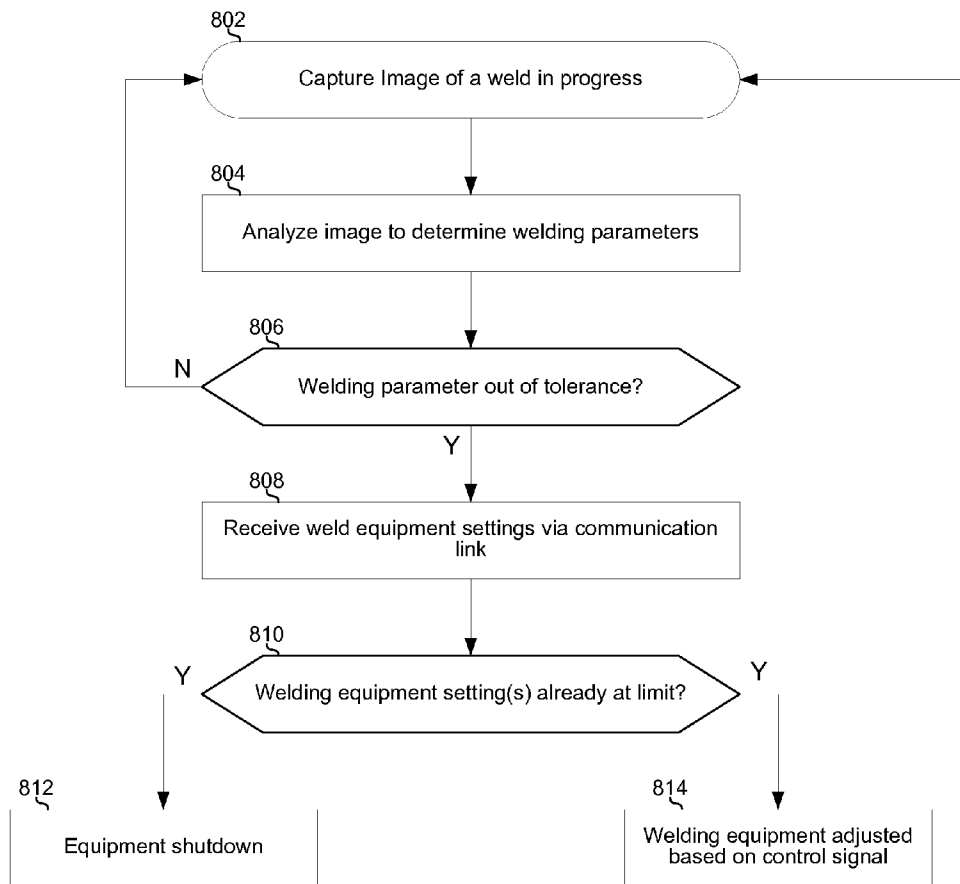 802
Capture Image of a weld in progress
804
Analyze image to determine welding parameters
806
N
Welding parameter out of tolerance?
Y
808
Receive weld equipment settings via communication
link
810
Y
Welding equipment setting(s) already at limit?
Y
812
Equipment shutdown
814
Welding equipment adjusted
based on control signal